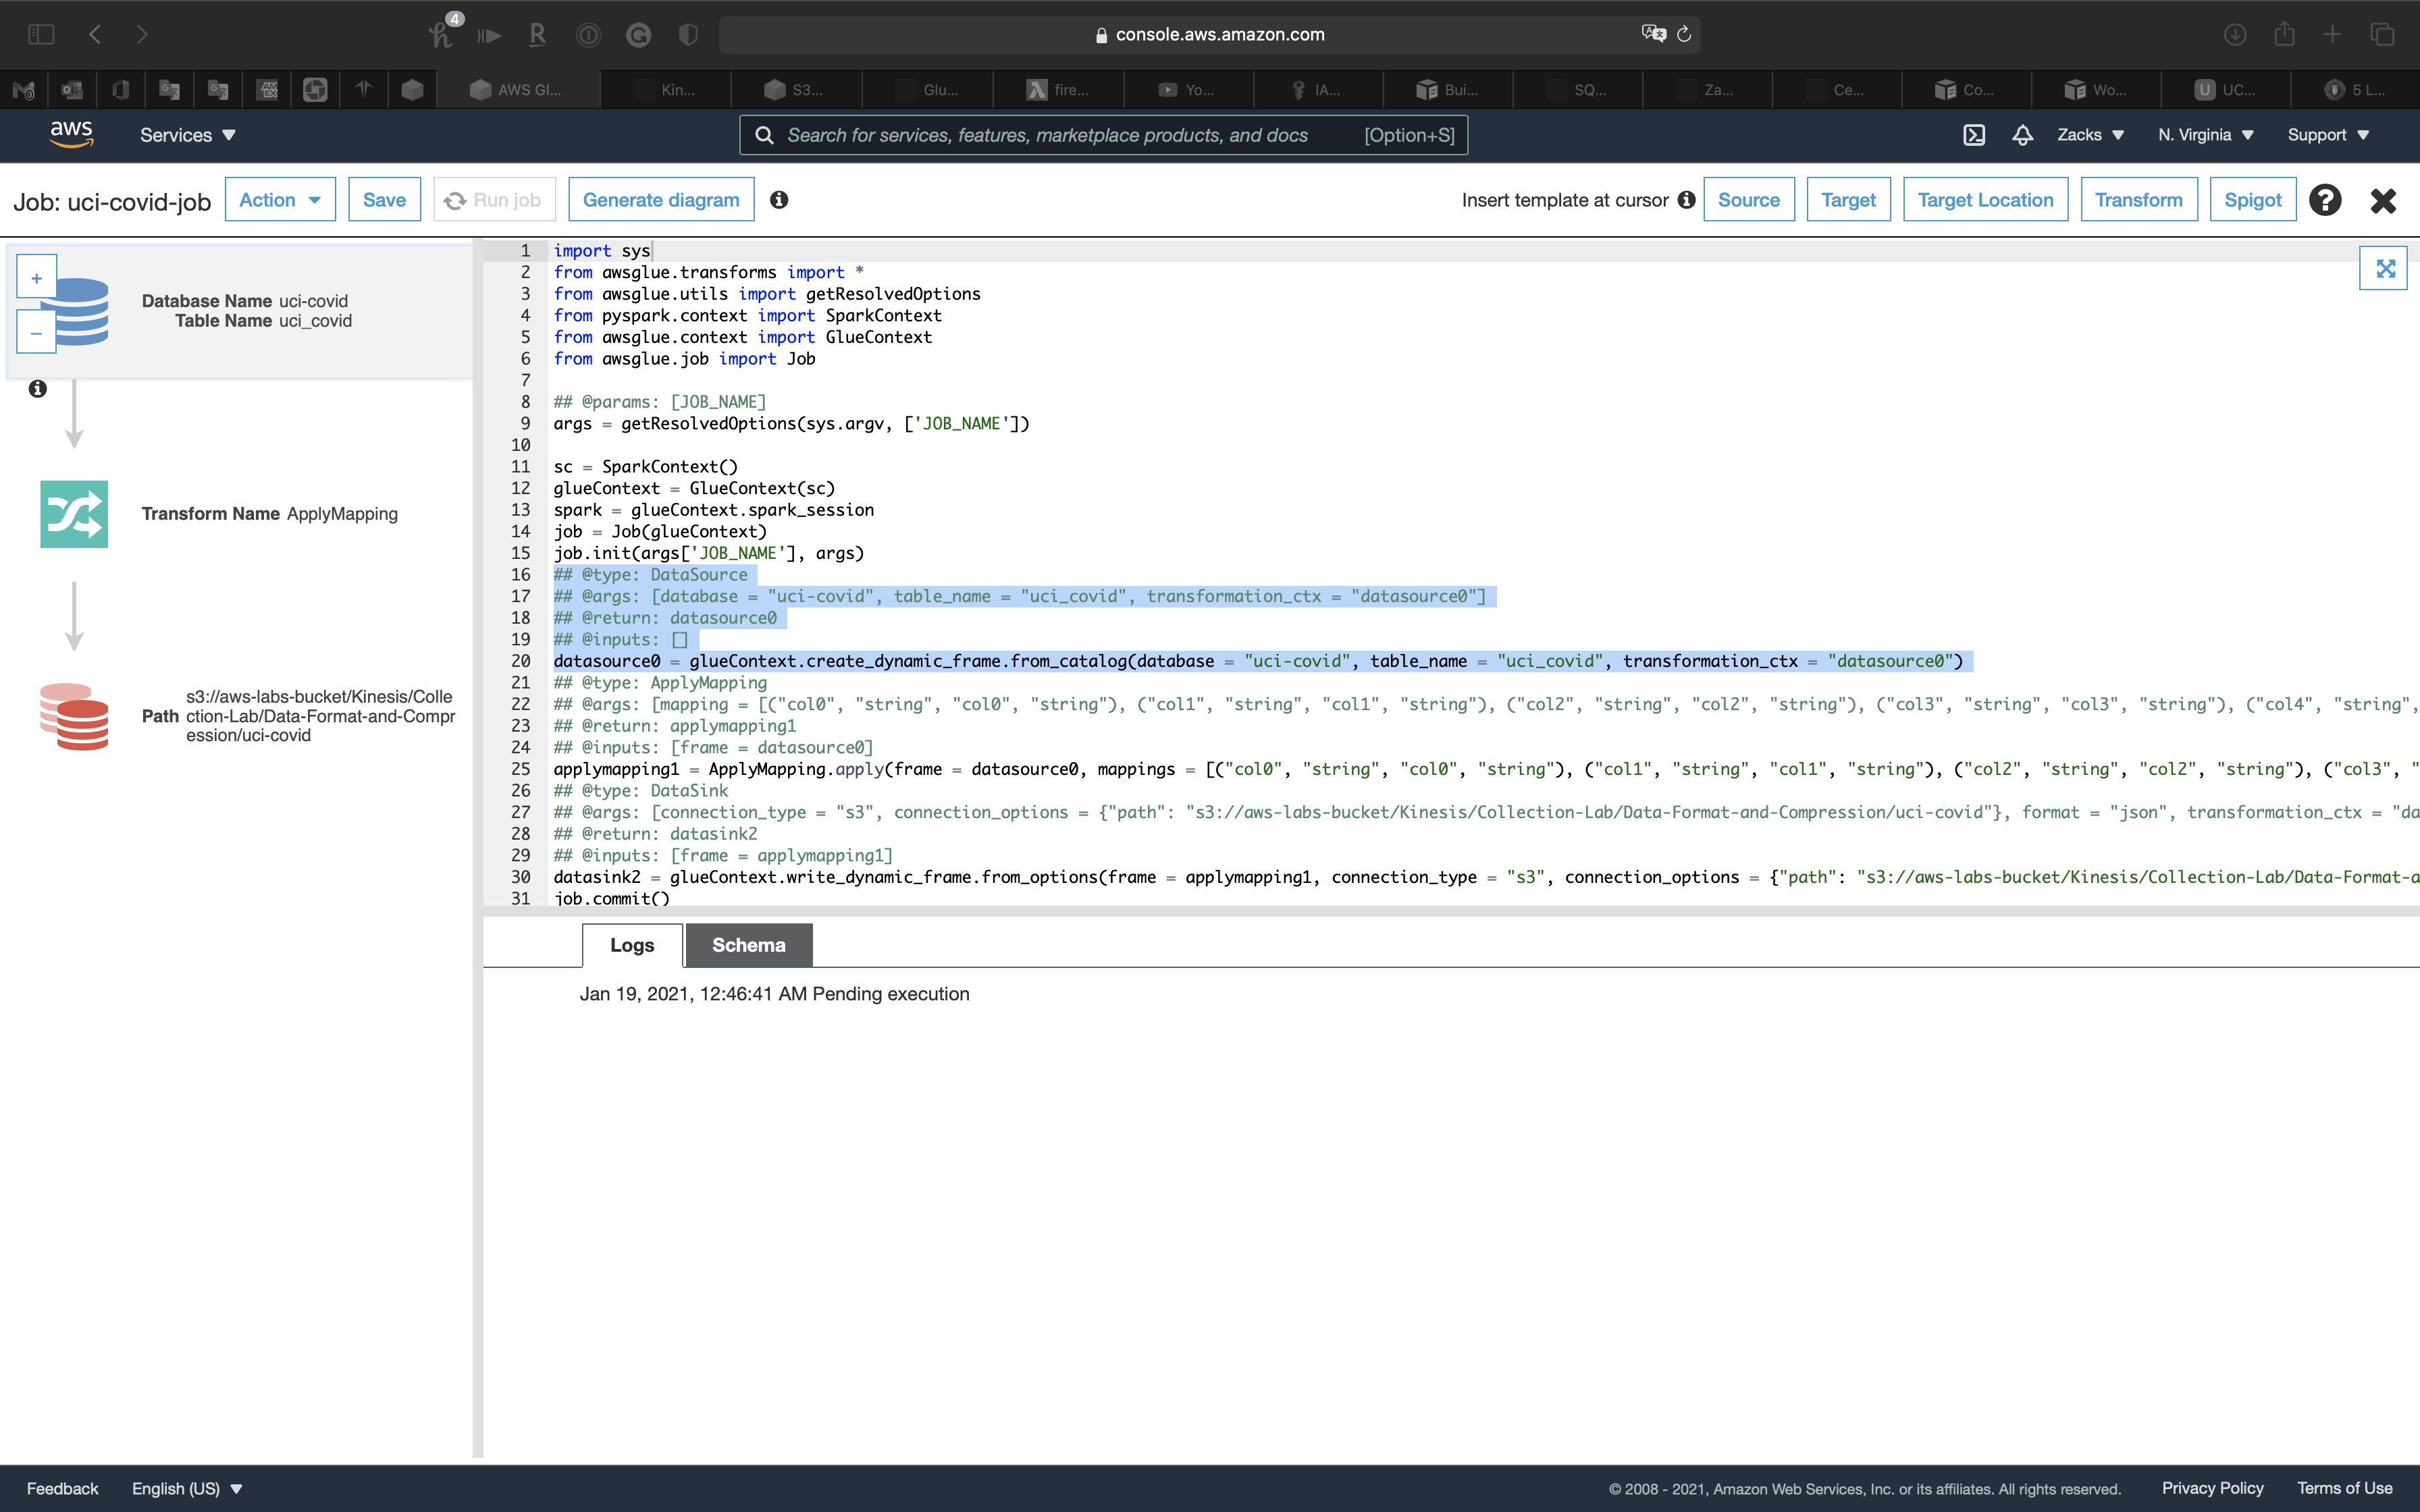 4
console.aws.amazon.com
AWS Gl... Kin... S3... Glu... fire... Yo... IA... Bui... SQ... Za... Ce... Co... Wo... UC... 5 L...
aws Services Search for services, features, marketplace products, and docs [Option+S] Zacks N. Virginia Support
Job: uci-covid-job Action Save Run job Generate diagram Insert template at cursor Source Target Target Location Transform Spigot
+
-
Database Name uci-covid
Table Name uci_covid
Transform Name ApplyMapping
Path s3://aws-labs-bucket/Kinesis/Colle
ction-Lab/Data-Format-and-Compr
ession/uci-covid
1 import sys
2 from awsglue.transforms import *
3 from awsglue.utils import getResolvedOptions
4 from pyspark.context import SparkContext
5 from awsglue.context import GlueContext
6 from awsglue.job import Job
7
8 ## @params: [JOB_NAME]
9 args = getResolvedOptions(sys.argv, ['JOB_NAME'])
10
11 sc = SparkContext()
12 glueContext = GlueContext(sc)
13 spark = glueContext.spark_session
14 job = Job(glueContext)
15 job.init(args['JOB_NAME'], args)
16 ## @type: DataSource
17 ## @args: [database = "uci-covid", table_name = "uci_covid", transformation_ctx = "datasource0"]
18 ## @return: datasource0
19 ## @inputs: []
20 datasource0 = glueContext.create_dynamic_frame.from_catalog(database = "uci-covid", table_name = "uci_covid", transformation_ctx = "datasource0")
21 ## @type: ApplyMapping
22 ## @args: [mapping = [("col0", "string", "col0", "string"), ("col1", "string", "col1", "string"), ("col2", "string", "col2", "string"), ("col3", "string", "col3", "string"), ("col4", "string",
23 ## @return: applymapping1
24 ## @inputs: [frame = datasource0]
25 applymapping1 = ApplyMapping.apply(frame = datasource0, mappings = [("col0", "string", "col0", "string"), ("col1", "string", "col1", "string"), ("col2", "string", "col2", "string"), ("col3", "
26 ## @type: DataSink
27 ## @args: [connection_type = "s3", connection_options = {"path": "s3://aws-labs-bucket/Kinesis/Collection-Lab/Data-Format-and-Compression/uci-covid"}, format = "json", transformation_ctx = "da
28 ## @return: datasink2
29 ## @inputs: [frame = applymapping1]
30 datasink2 = glueContext.write_dynamic_frame.from_options(frame = applymapping1, connection_type = "s3", connection_options = {"path": "s3://aws-labs-bucket/Kinesis/Collection-Lab/Data-Format-a
31 job.commit()
Logs Schema
Jan 19, 2021, 12:46:41 AM Pending execution
Feedback English (US) © 2008 - 2021, Amazon Web Services, Inc. or its affiliates. All rights reserved. Privacy Policy Terms of Use